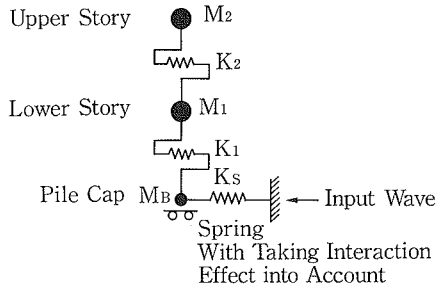 Upper Story M2
K2
Lower Story M1
K1
Ks
Pile Cap MB Input Wave
Spring
With Taking Interaction
Effect into Account